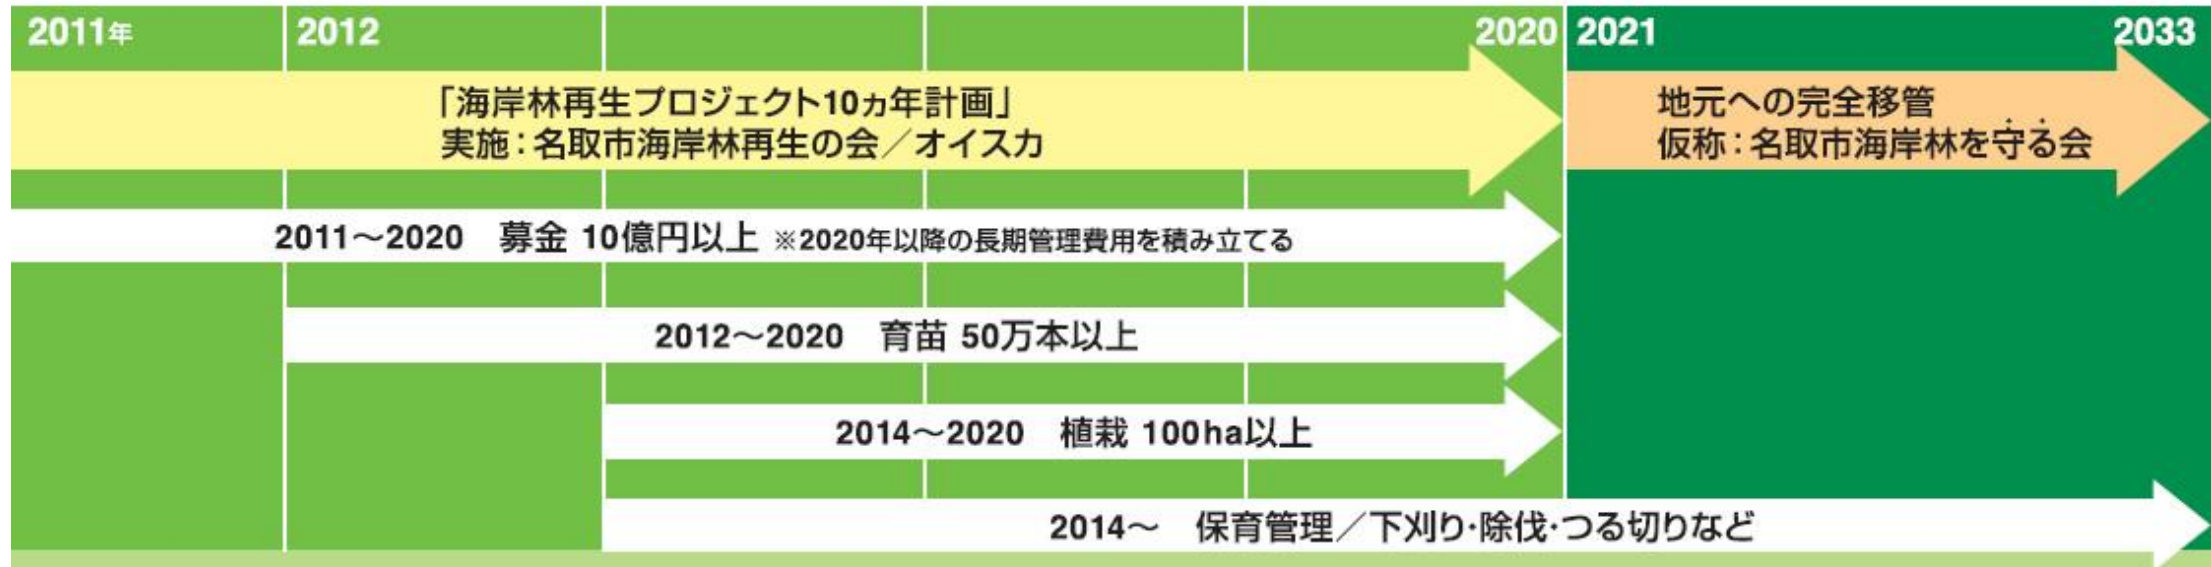 2011年 2012 2020 2021 2033
「海岸林再生プロジェクト10ヵ年計画」
実施：名取市海岸林再生の会／オイスカ
地元への完全移管
仮称：名取市海岸林を守る会
2011～2020 募金 10億円以上 ※2020年以降の長期管理費用を積み立てる
2012～2020 育苗 50万本以上
2014～2020 植栽 100ha以上
2014～ 保育管理／下刈り・除伐・つる切りなど